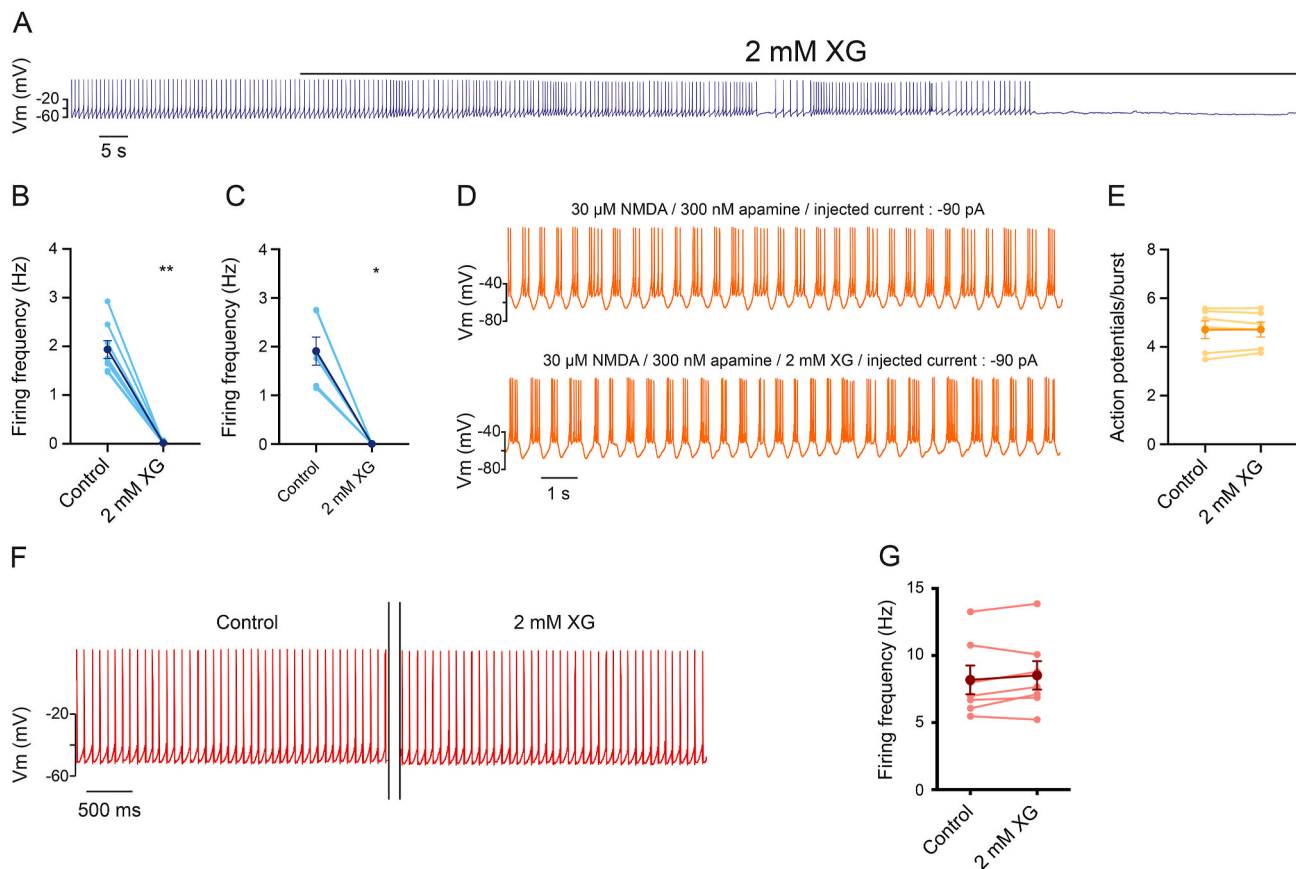 A
2 mM XG
Vm (mV)
-20
-60
5 s
B
Firing frequency (Hz)
4
3
2
1
0
**
Control
2 mM XG
C
Firing frequency (Hz)
4
3
2
1
0
*
Control
2 mM XG
D
30 µM NMDA / 300 nM apamine / injected current : -90 pA
Vm (mV)
-40
-80
30 µM NMDA / 300 nM apamine / 2 mM XG / injected current : -90 pA
Vm (mV)
-40
-80
1 s
E
Action potentials/burst
8
6
4
2
0
Control
2 mM XG
F
Control
2 mM XG
Vm (mV)
-20
-60
500 ms
G
Firing frequency (Hz)
15
10
5
0
Control
2 mM XG